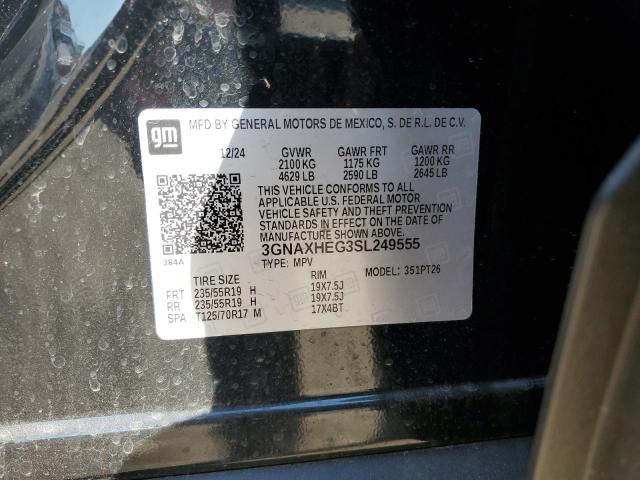 gm
MFD BY GENERAL MOTORS DE MEXICO, S. DE R.L. DE C.V.
12/24 GVWR GAWR FRT GAWR RR
2100 KG 1175 KG 1200 KG
4629 LB 2590 LB 2645 LB
THIS VEHICLE CONFORMS TO ALL
APPLICABLE U.S. FEDERAL MOTOR
VEHICLE SAFETY AND THEFT PREVENTION
STANDARDS IN EFFECT ON THE DATE OF
MANUFACTURE SHOWN ABOVE.
384A 3GNAXHEG3SL249555
TYPE: MPV MODEL: 351PT26
TIRE SIZE RIM
FRT 235/55R19 H 19X7.5J
RR 235/55R19 H 19X7.5J
SPA T125/70R17 M 17X4BT